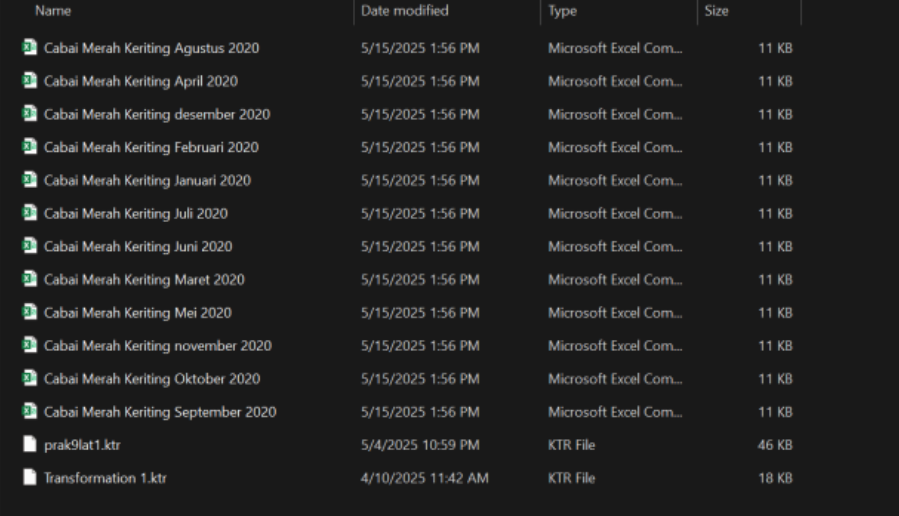 Name Date modified Type Size
Cabai Merah Keriting Agustus 2020 5/15/2025 1:56 PM Microsoft Excel Com... 11 KB
Cabai Merah Keriting April 2020 5/15/2025 1:56 PM Microsoft Excel Com... 11 KB
Cabai Merah Keriting desember 2020 5/15/2025 1:56 PM Microsoft Excel Com... 11 KB
Cabai Merah Keriting Februari 2020 5/15/2025 1:56 PM Microsoft Excel Com... 11 KB
Cabai Merah Keriting Januari 2020 5/15/2025 1:56 PM Microsoft Excel Com... 11 KB
Cabai Merah Keriting Juli 2020 5/15/2025 1:56 PM Microsoft Excel Com... 11 KB
Cabai Merah Keriting Juni 2020 5/15/2025 1:56 PM Microsoft Excel Com... 11 KB
Cabai Merah Keriting Maret 2020 5/15/2025 1:56 PM Microsoft Excel Com... 11 KB
Cabai Merah Keriting Mei 2020 5/15/2025 1:56 PM Microsoft Excel Com... 11 KB
Cabai Merah Keriting november 2020 5/15/2025 1:56 PM Microsoft Excel Com... 11 KB
Cabai Merah Keriting Oktober 2020 5/15/2025 1:56 PM Microsoft Excel Com... 11 KB
Cabai Merah Keriting September 2020 5/15/2025 1:56 PM Microsoft Excel Com... 11 KB
prak9lat1.ktr 5/4/2025 10:59 PM KTR File 46 KB
Transformation 1.ktr 4/10/2025 11:42 AM KTR File 18 KB